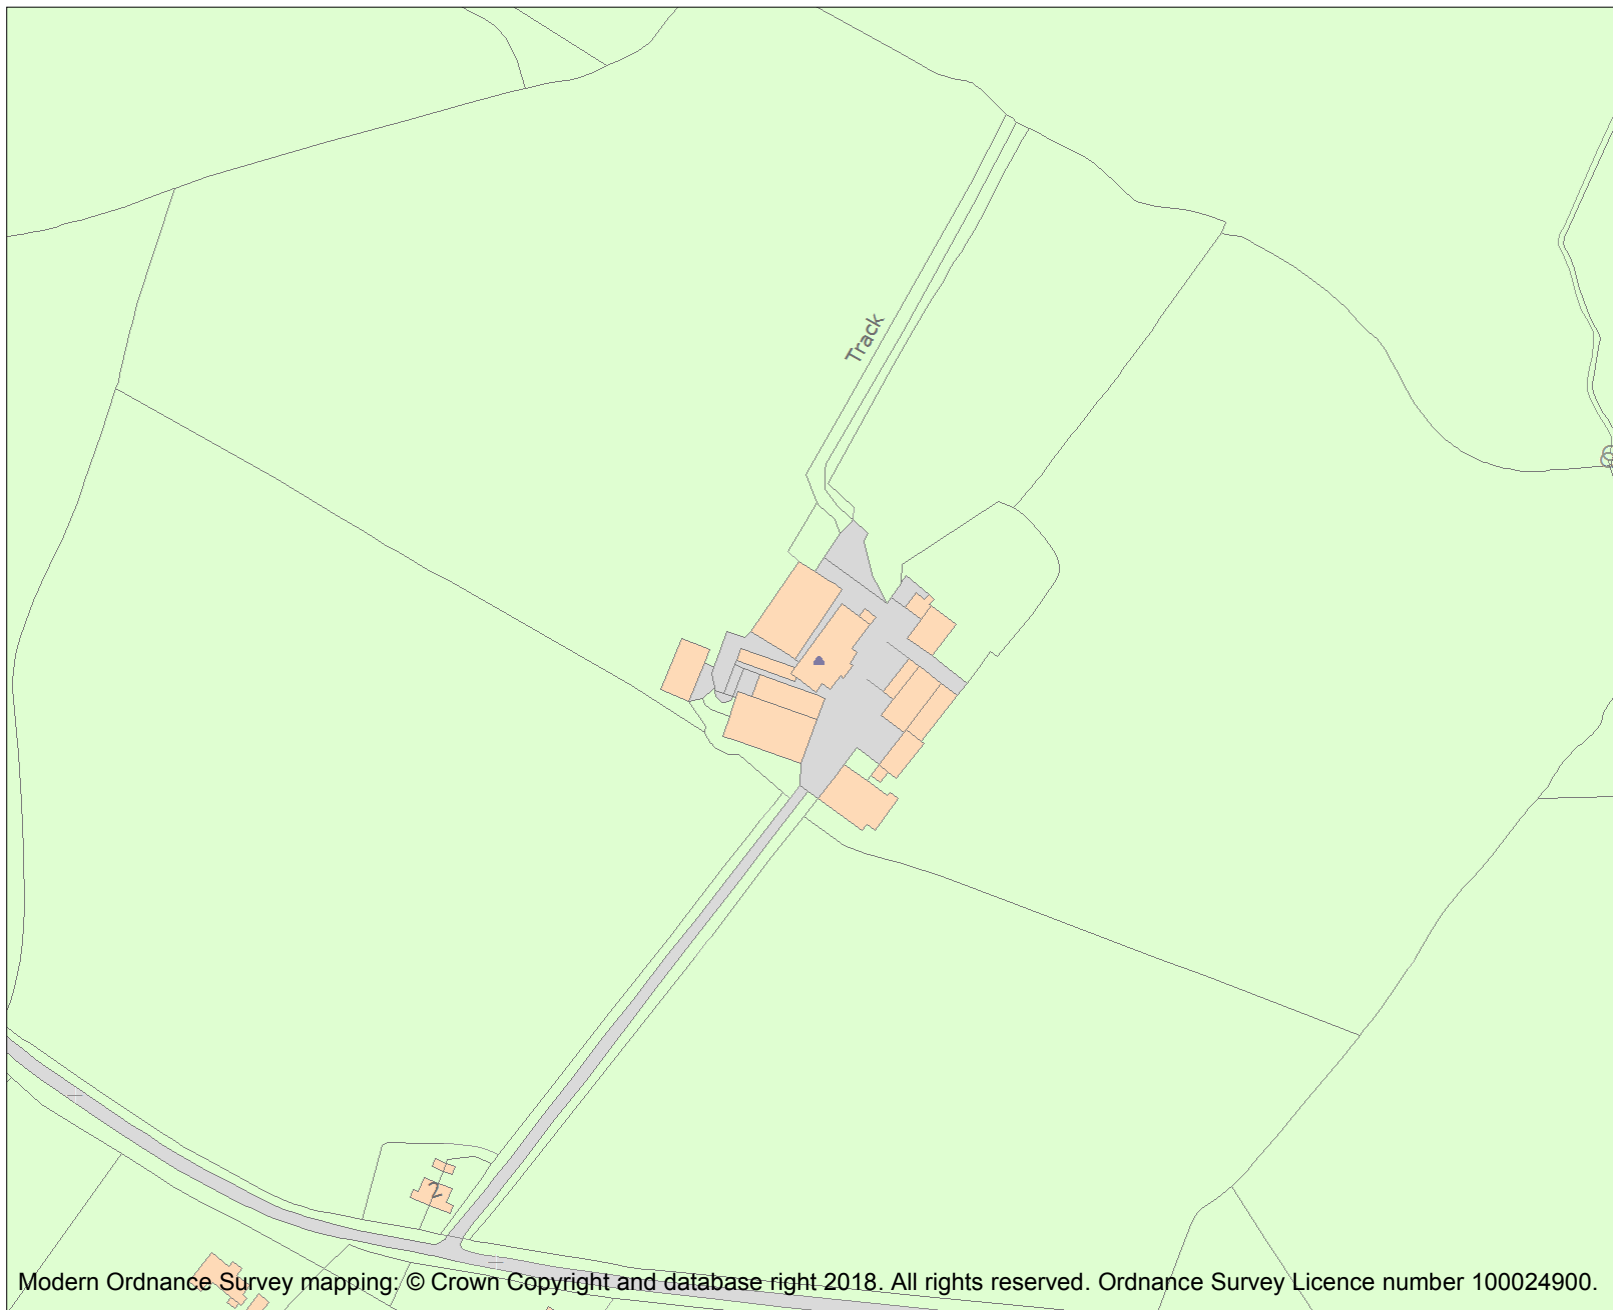 Track
2
Modern Ordnance Survey mapping: © Crown Copyright and database right 2018. All rights reserved. Ordnance Survey Licence number 100024900.